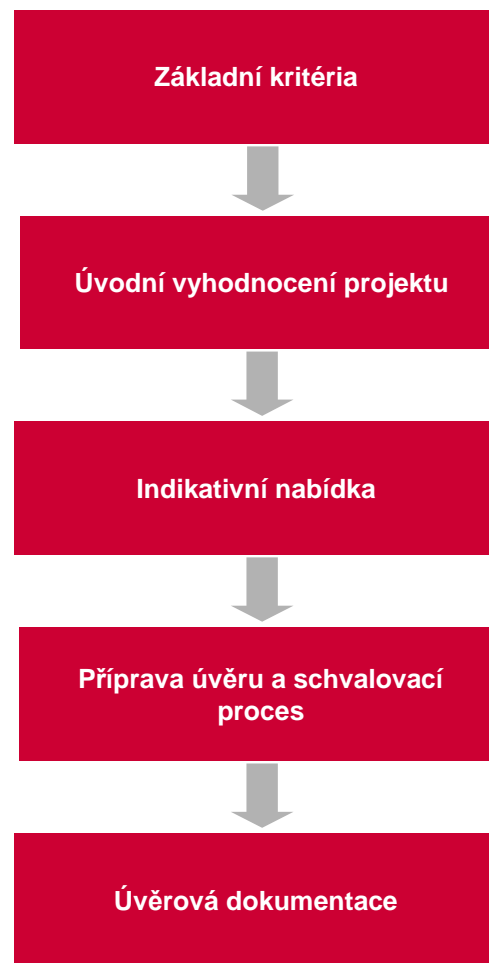 Základní kritéria
Úvodní vyhodnocení projektu
Indikativní nabídka
Příprava úvěru a schvalovací
proces
Úvěrová dokumentace